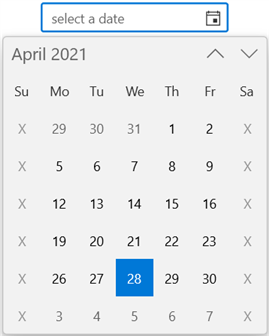 select a date
April 2021
Su Mo Tu We Th Fr Sa
X 29 30 31 1 2 X
X 5 6 7 8 9 X
X 12 13 14 15 16 X
X 19 20 21 22 23 X
X 26 27 28 29 30 X
X 3 4 5 6 7 X